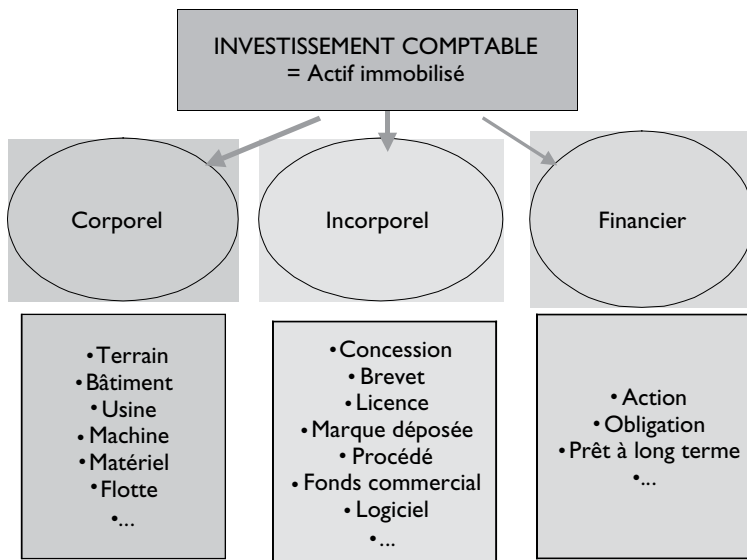 INVESTISSEMENT COMPTABLE
= Actif immobilisé
Corporel
Incorporel
Financier
•Terrain
•Bâtiment
•Usine
•Machine
•Matériel
•Flotte
•...
•Concession
•Brevet
•Licence
•Marque déposée
•Procédé
•Fonds commercial
•Logiciel
•...
•Action
•Obligation
•Prêt à long terme
•...